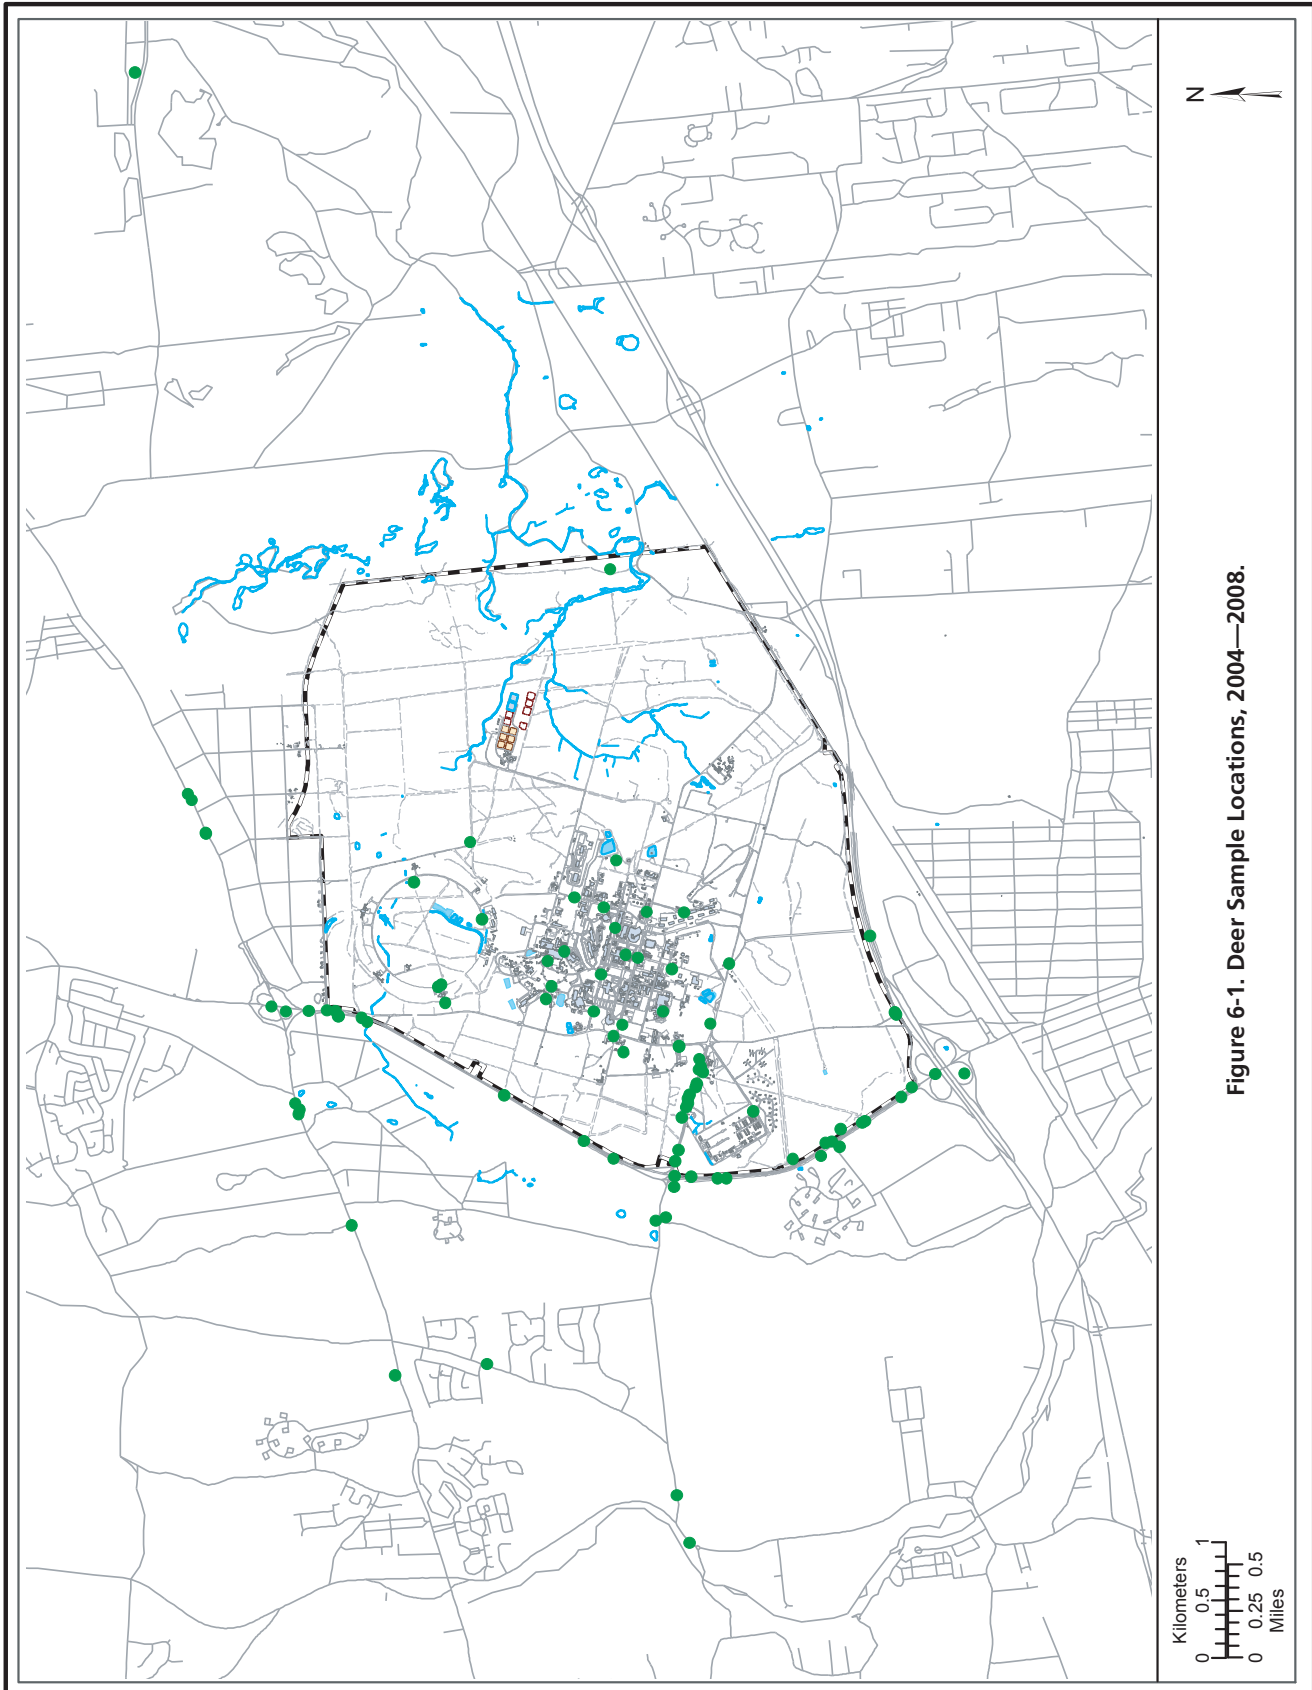 N
Kilometers
0 0.5 1
0 0.25 0.5
Miles
Figure 6-1. Deer Sample Locations, 2004—2008.